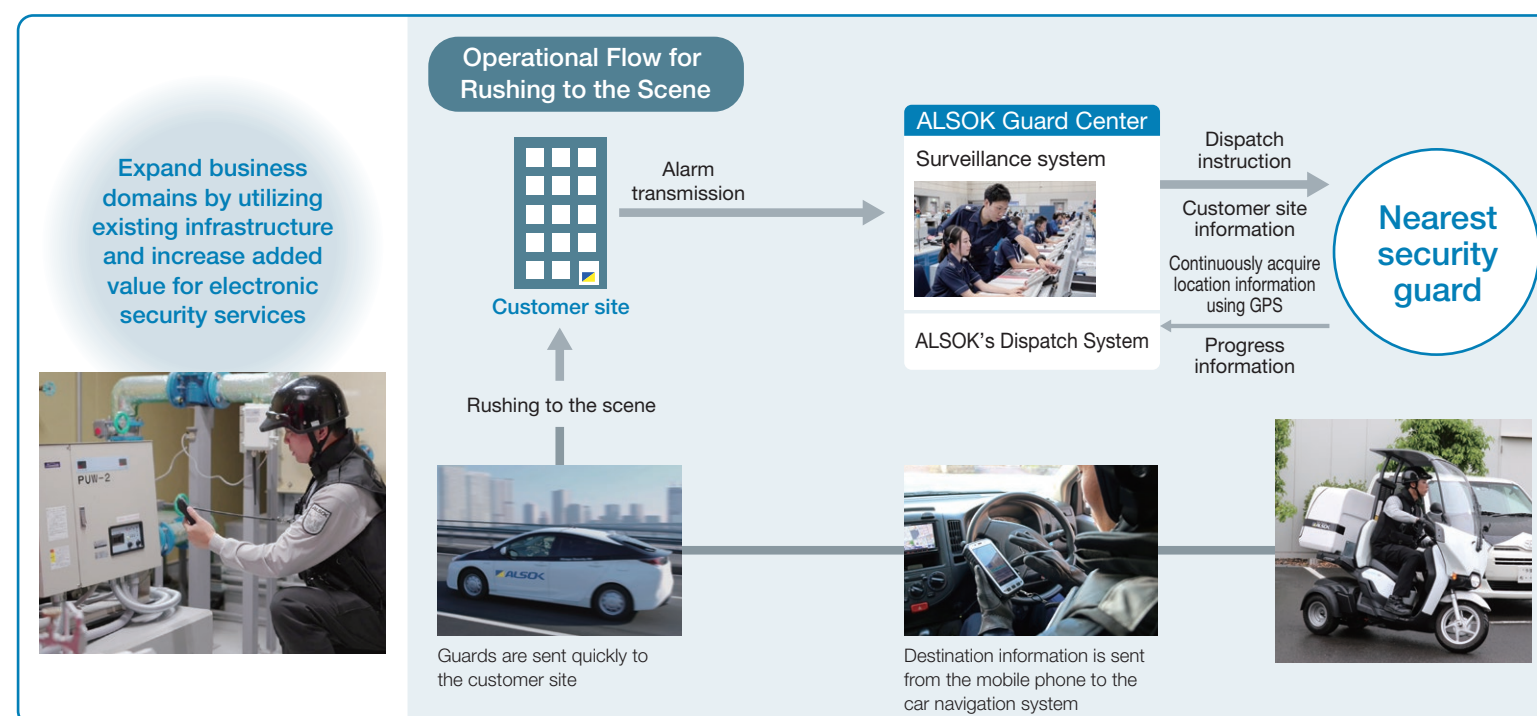 Expand business
domains by utilizing
existing infrastructure
and increase added
value for electronic
security services
PUW-2
Operational Flow for
Rushing to the Scene
Customer site
Alarm
transmission
ALSOK Guard Center
Surveillance system
ALSOK's Dispatch System
Dispatch
instruction
Customer site
information
Continuously acquire
location information
using GPS
Progress
information
Nearest
security
guard
Rushing to the scene
ALSOK
Guards are sent quickly to
the customer site
Destination information is sent
from the mobile phone to the
car navigation system